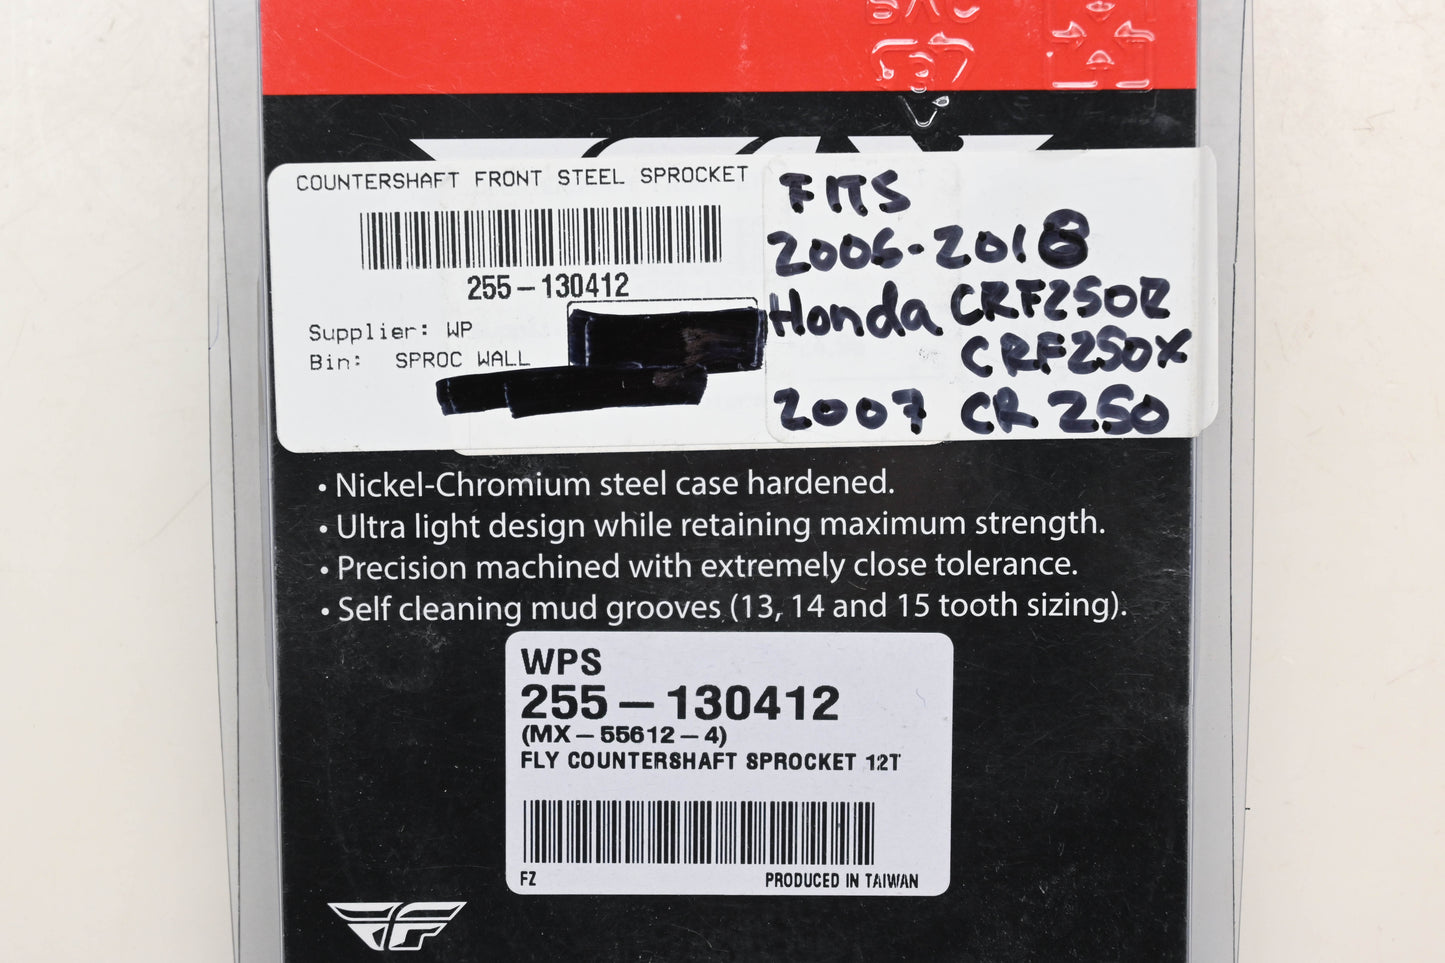 COUNTERSHAFT FRONT STEEL SPROCKET
255-130412
Supplier: WP
Bin: SPROC WALL
FITS
2006-2018
Honda CRF250R
CRF250X
2007 CR 250
• Nickel-Chromium steel case hardened.
• Ultra light design while retaining maximum strength.
• Precision machined with extremely close tolerance.
• Self cleaning mud grooves (13, 14 and 15 tooth sizing).
WPS
255-130412
(MX-55612-4)
FLY COUNTERSHAFT SPROCKET 12T
FZ PRODUCED IN TAIWAN